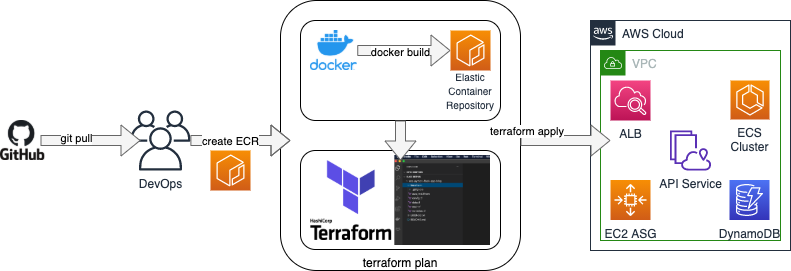 GitHub
git pull
DevOps
create ECR
docker
docker build
Elastic
Container
Repository
HashiCorp
Terraform
terraform plan
terraform apply
aws
AWS Cloud
VPC
ALB
ECS
Cluster
API Service
EC2 ASG
DynamoDB